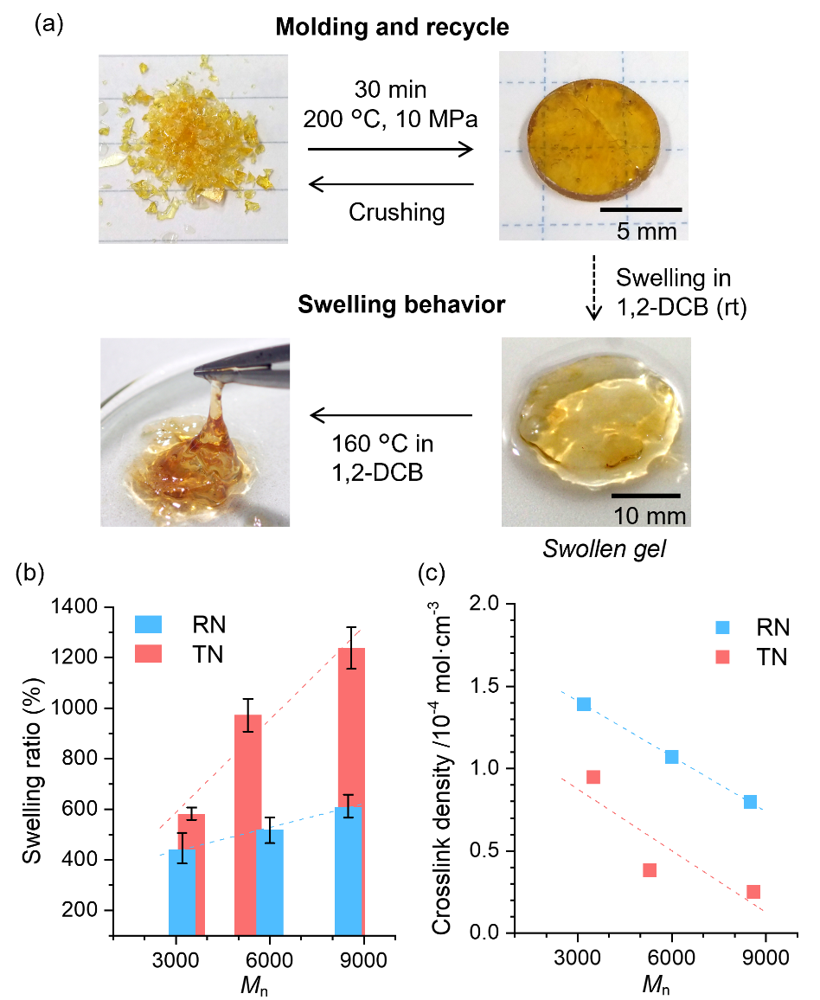 (a)
Molding and recycle
30 min
200 °C, 10 MPa
Crushing
5 mm
Swelling in
1,2-DCB (rt)
Swelling behavior
160 °C in
1,2-DCB
10 mm
Swollen gel
(b)
Swelling ratio (%)
1400
1200
1000
800
600
400
200
RN
TN
3000
6000
9000
Mn
(c)
Crosslink density /10-4 mol·cm-3
2.0
1.5
1.0
0.5
0.0
RN
TN
3000
6000
9000
Mn